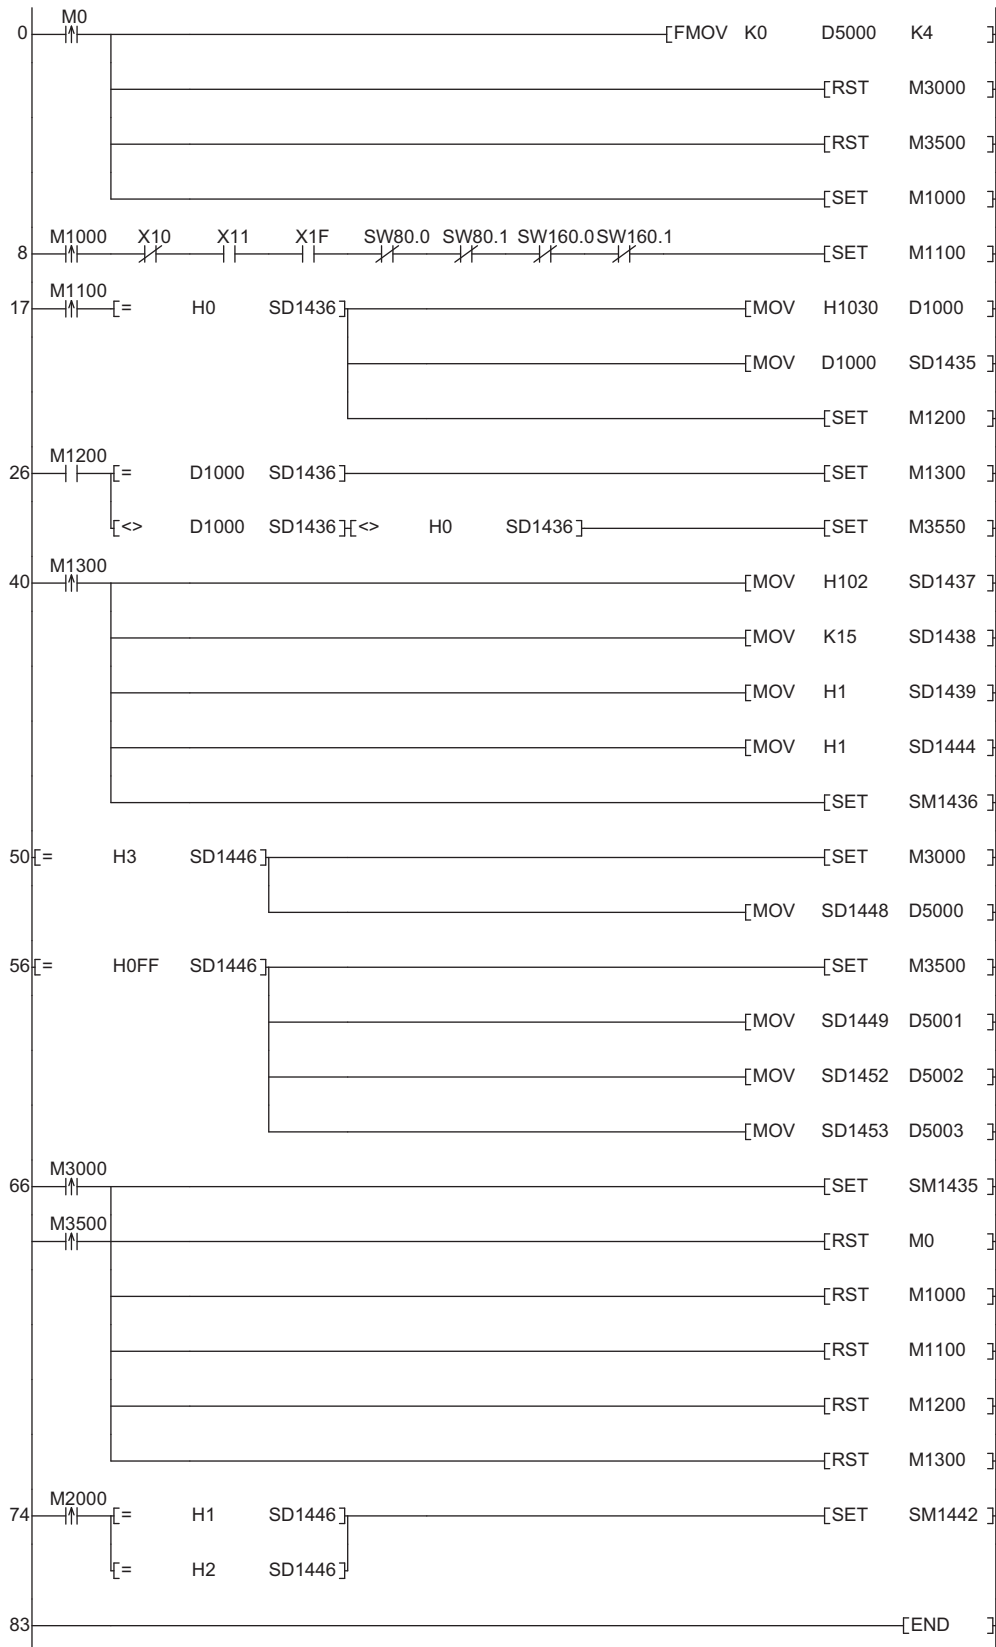 M0
0 [FMOV K0 D5000 K4 ]
[RST M3000 ]
[RST M3500 ]
[SET M1000 ]
M1000 X10 X11 X1F SW80.0 SW80.1 SW160.0 SW160.1
8 [SET M1100 ]
M1100
17 [= H0 SD1436 ] [MOV H1030 D1000 ]
[MOV D1000 SD1435 ]
[SET M1200 ]
M1200
26 [= D1000 SD1436 ] [SET M1300 ]
[<> D1000 SD1436 ] [<> H0 SD1436 ] [SET M3550 ]
M1300
40 [MOV H102 SD1437 ]
[MOV K15 SD1438 ]
[MOV H1 SD1439 ]
[MOV H1 SD1444 ]
[SET SM1436 ]
50 [= H3 SD1446 ] [SET M3000 ]
[MOV SD1448 D5000 ]
56 [= H0FF SD1446 ] [SET M3500 ]
[MOV SD1449 D5001 ]
[MOV SD1452 D5002 ]
[MOV SD1453 D5003 ]
M3000
66 [SET SM1435 ]
M3500
[RST M0 ]
[RST M1000 ]
[RST M1100 ]
[RST M1200 ]
[RST M1300 ]
M2000
74 [= H1 SD1446 ] [SET SM1442 ]
[= H2 SD1446 ]
83 [END ]